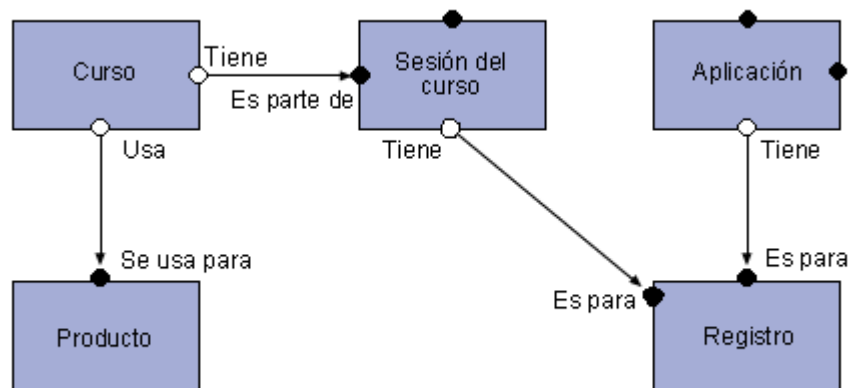 Curso
Tiene
Es parte de
Sesión del
curso
Aplicación
Usa
Tiene
Tiene
Se usa para
Es para
Es para
Producto
Registro